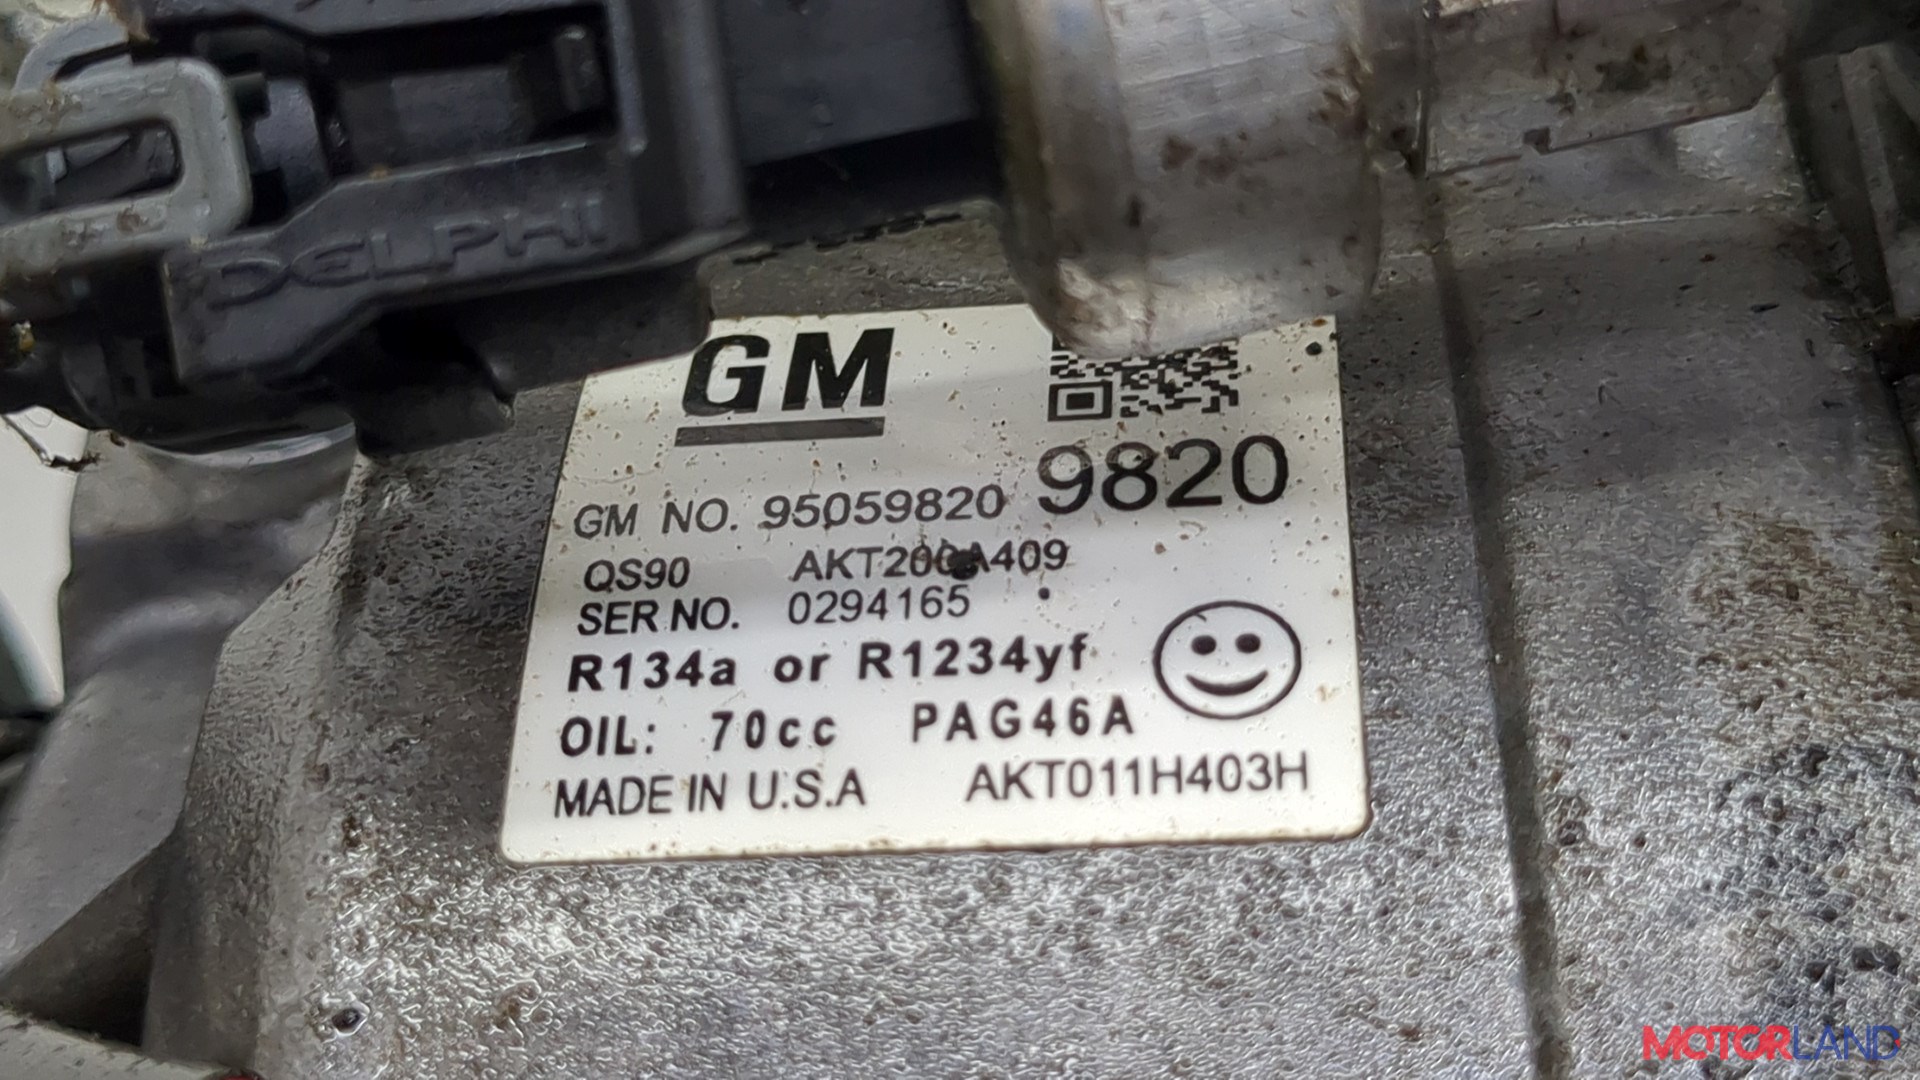 DELPHI
GM
9820
GM NO. 95059820
QS90
SER NO. 0294165
R134a or R1234yf
OIL: 70cc PAG46A
MADE IN U.S.A AKT011H403H
MOTORLAND